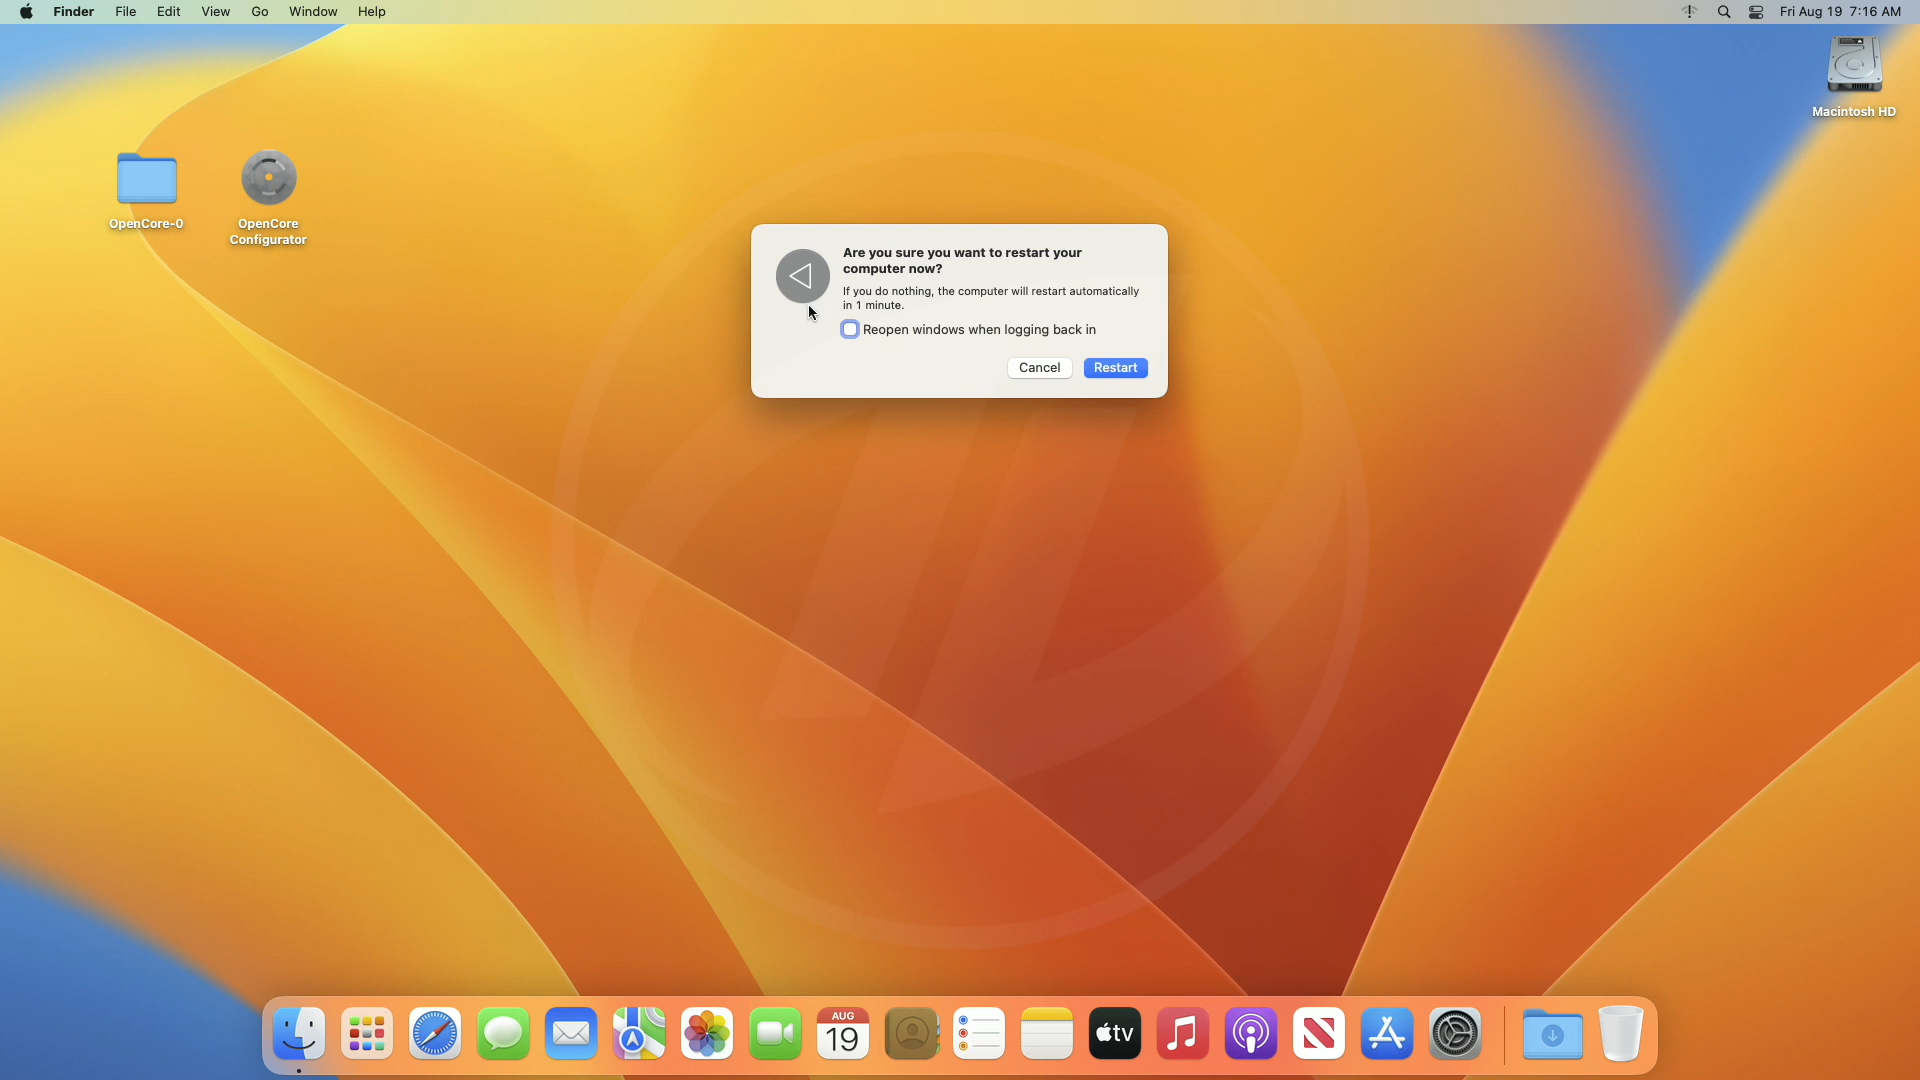 Finder File Edit View Go Window Help
Fri Aug 19 7:16 AM
Macintosh HD
OpenCore-0
OpenCore
Configurator
Are you sure you want to restart your
computer now?
If you do nothing, the computer will restart automatically
in 1 minute.
Reopen windows when logging back in
Cancel
Restart
AUG
19
tv